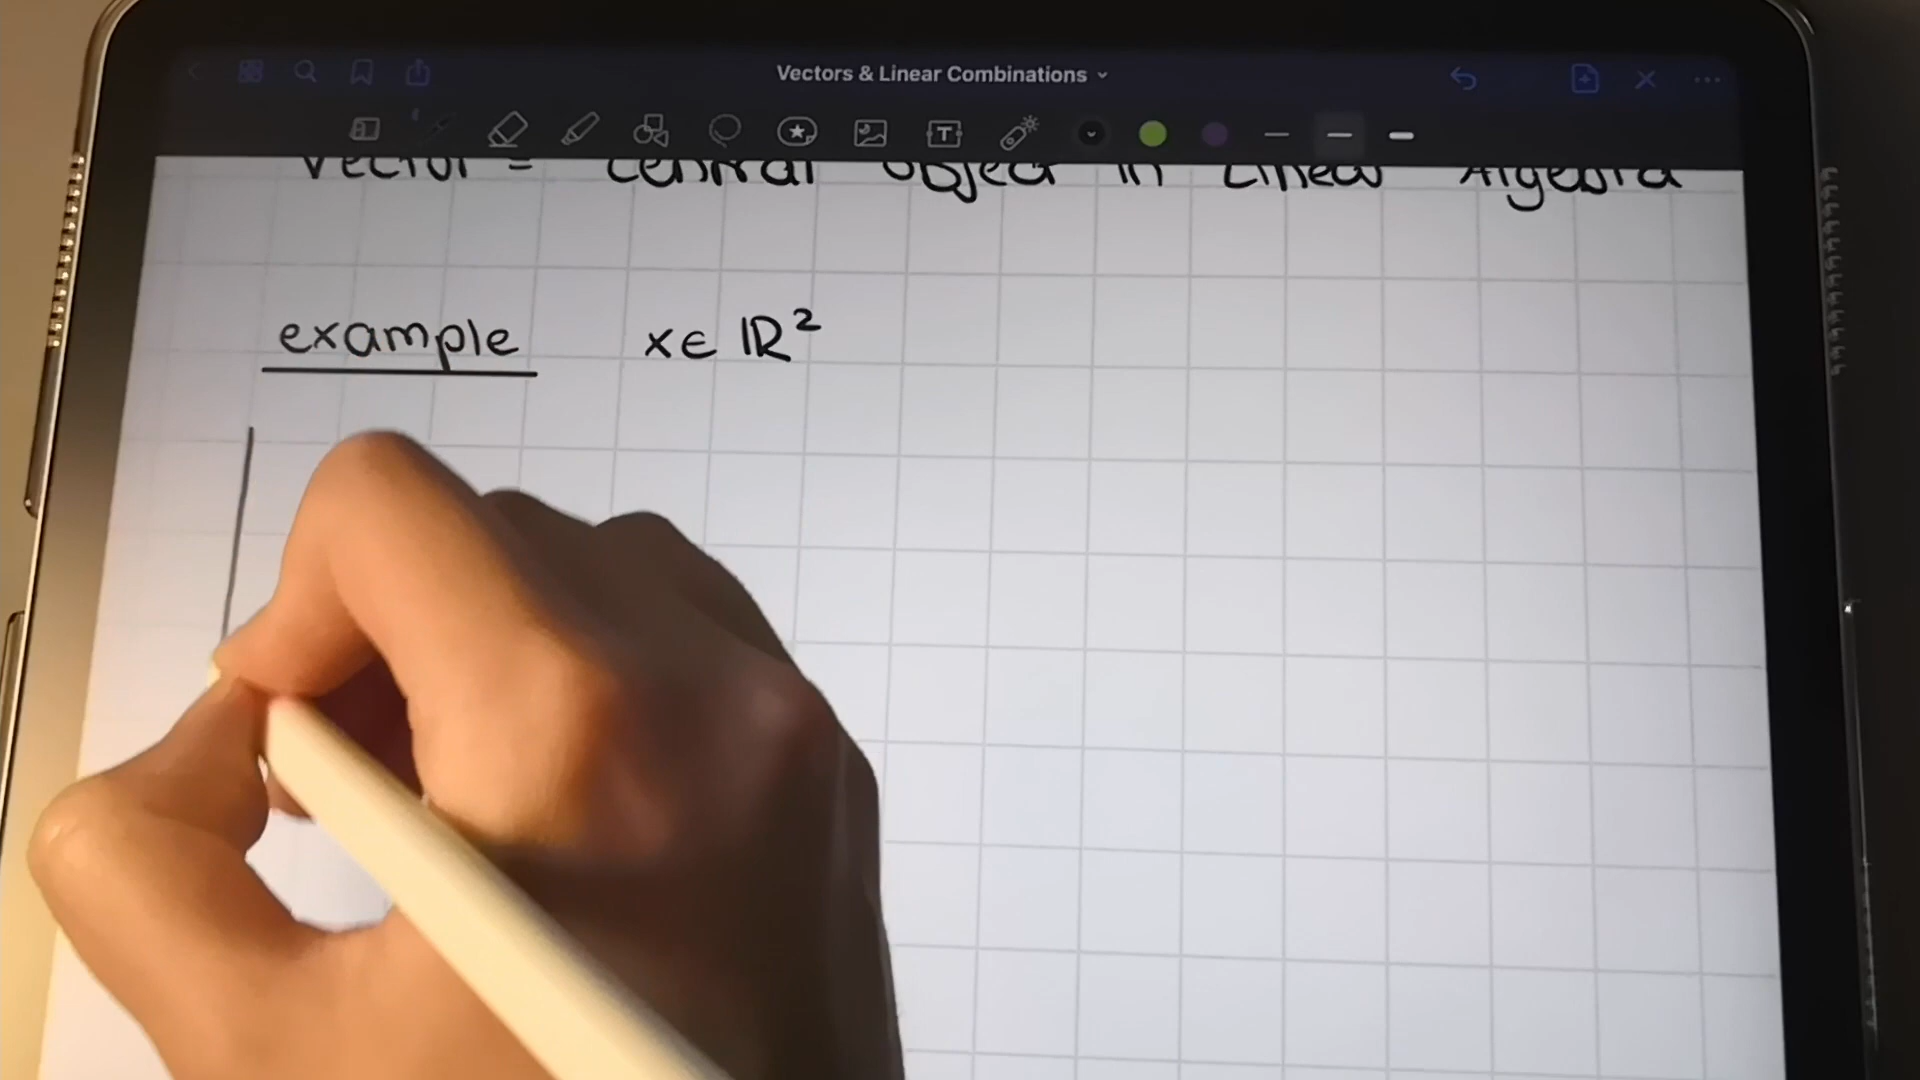 Vectors & Linear Combinations
T
Vector = Central Object in Linear Algebra
example x ∈ ℝ²